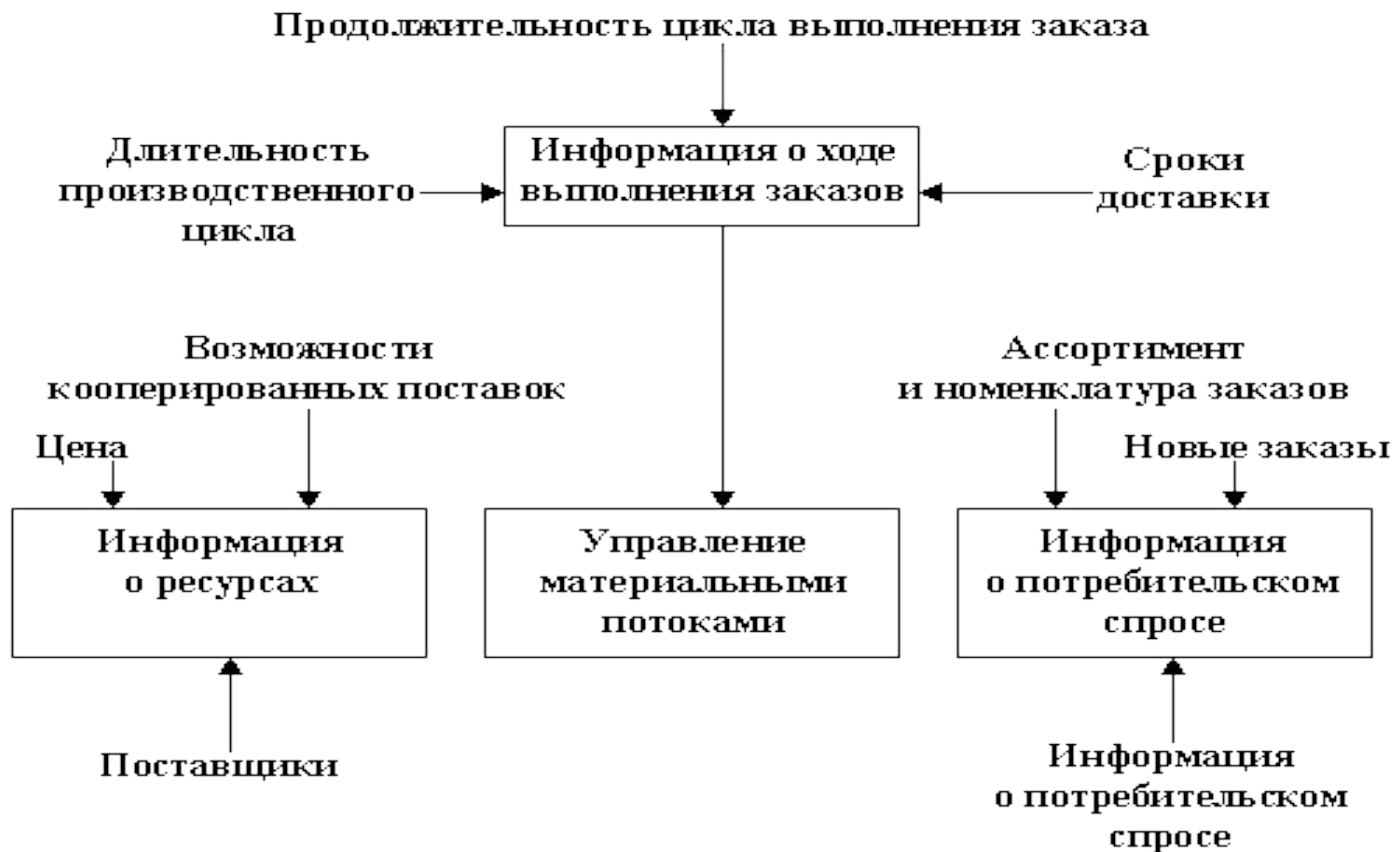 Продолжительность цикла выполнения заказа
Длительность
производственного
цикла
Информация о ходе
выполнения заказов
Сроки
доставки
Возможности
кооперированных поставок
Цена
Ассортимент
и номенклатура заказов
Новые заказы
Информация
о ресурсах
Управление
материальными
потоками
Информация
о потребительском
спросе
Поставщики
Информация
о потребительском
спросе